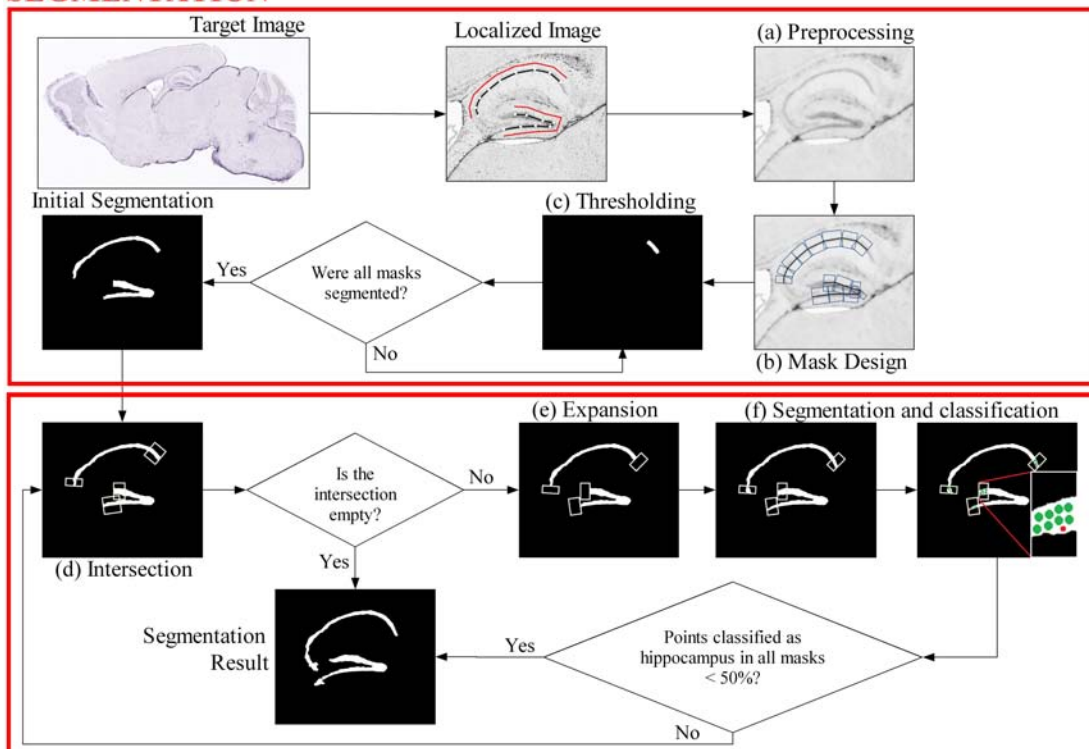 Target Image
Localized Image
(a) Preprocessing
Initial Segmentation
(c) Thresholding
Were all masks
segmented?
Yes
No
(b) Mask Design
(d) Intersection
Is the
intersection
empty?
No
Yes
(e) Expansion
(f) Segmentation and classification
Segmentation
Result
Points classified as
hippocampus in all masks
< 50%?
Yes
No